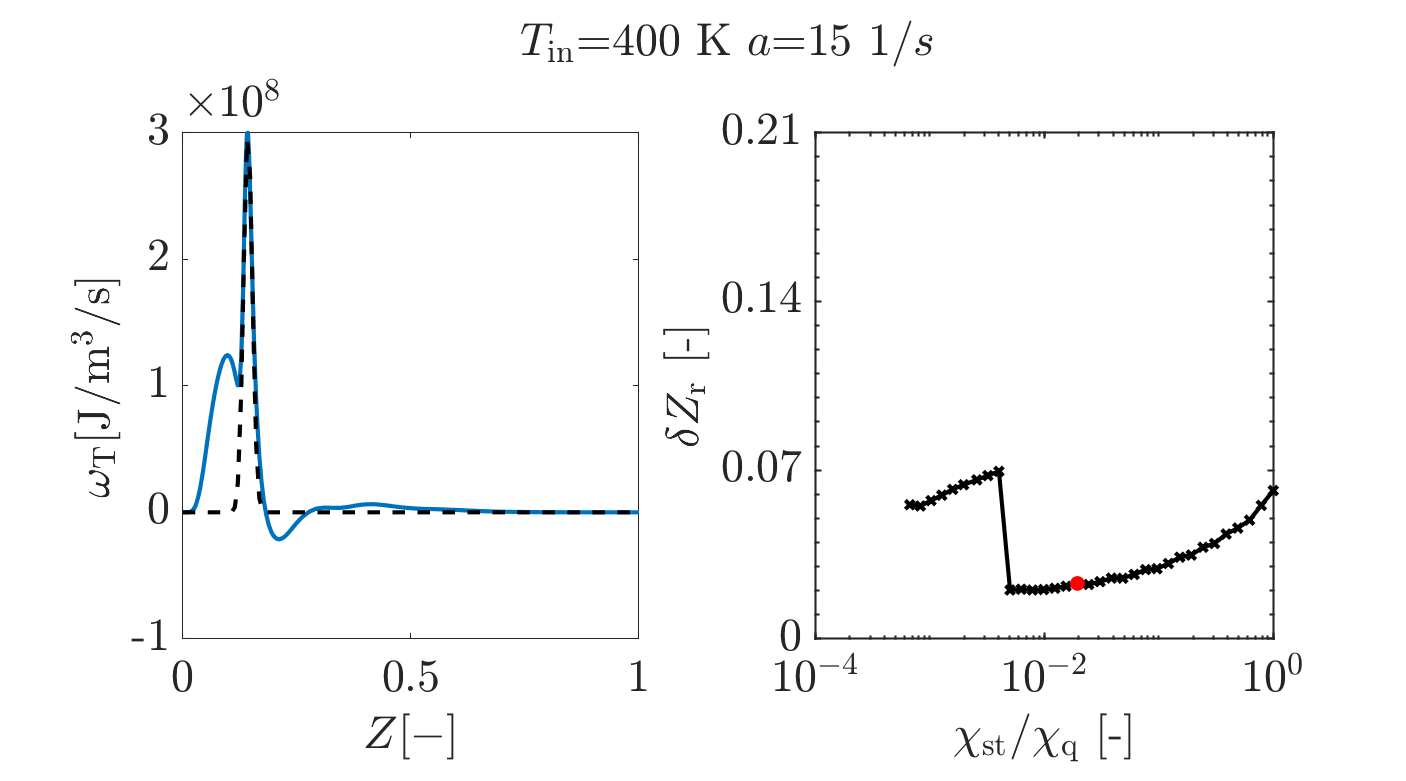 T_in=400 K a=15 1/s
×10^8
3
2
1
0
-1
0 0.5 1
Z[−]
ω_T[J/m^3/s]
0.21
0.14
0.07
0
10^−4 10^−2 10^0
χ_st/χ_q [-]
δZ_r [-]